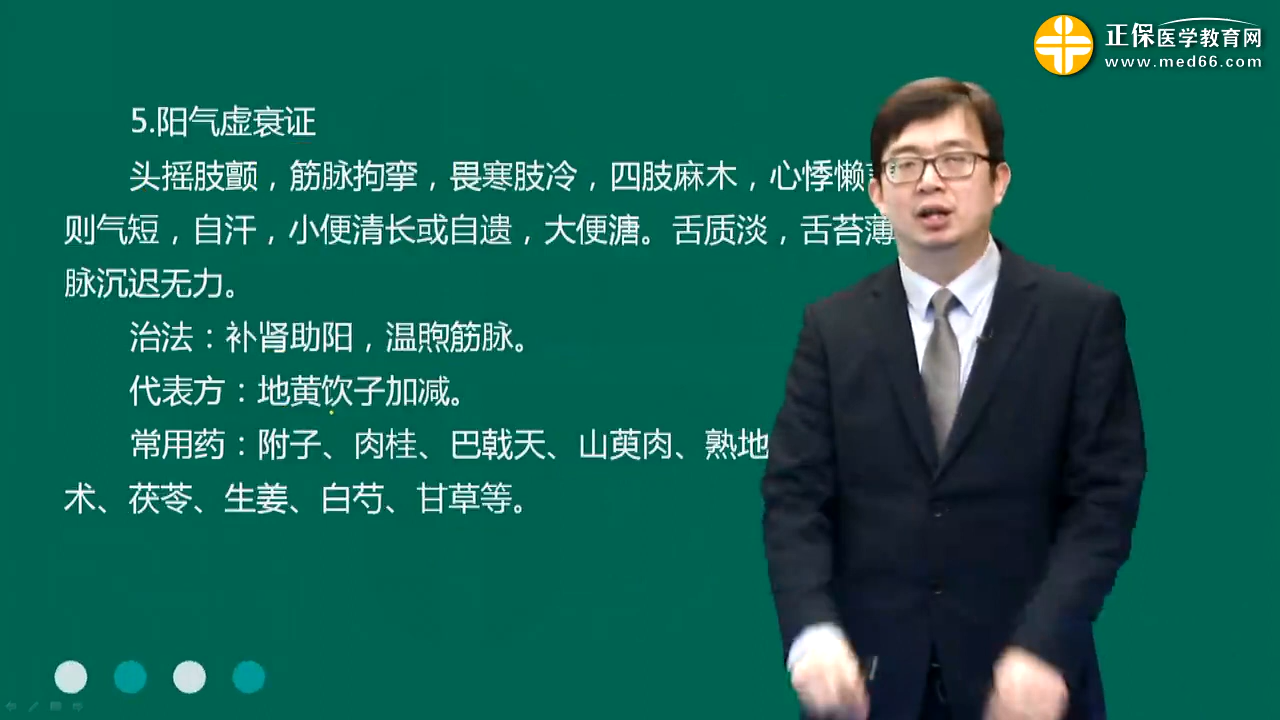 正保医学教育网
www.med66.com
5.阳气虚衰证
头摇肢颤，筋脉拘挛，畏寒肢冷，四肢麻木，心悸懒
则气短，自汗，小便清长或自遗，大便溏。舌质淡，舌苔薄
脉沉迟无力。
治法：补肾助阳，温煦筋脉。
代表方：地黄饮子加减。
常用药：附子、肉桂、巴戟天、山萸肉、熟地
术、茯苓、生姜、白芍、甘草等。